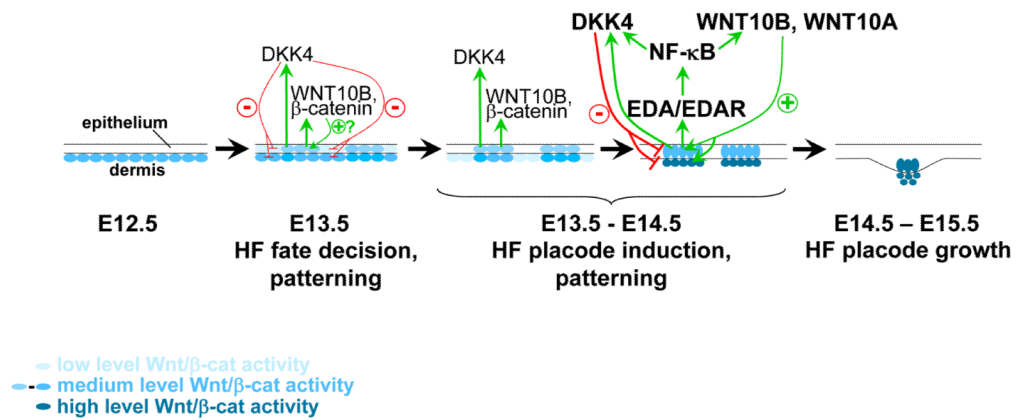 DKK4
WNT10B, WNT10A
NF-κB
DKK4
DKK4
WNT10B,
β-catenin
WNT10B,
β-catenin
EDA/EDAR
-
-
+?
-
+
epithelium
dermis
E12.5
E13.5
HF fate decision,
patterning
E13.5 - E14.5
HF placode induction,
patterning
E14.5 – E15.5
HF placode growth
low level Wnt/β-cat activity
- medium level Wnt/β-cat activity
high level Wnt/β-cat activity